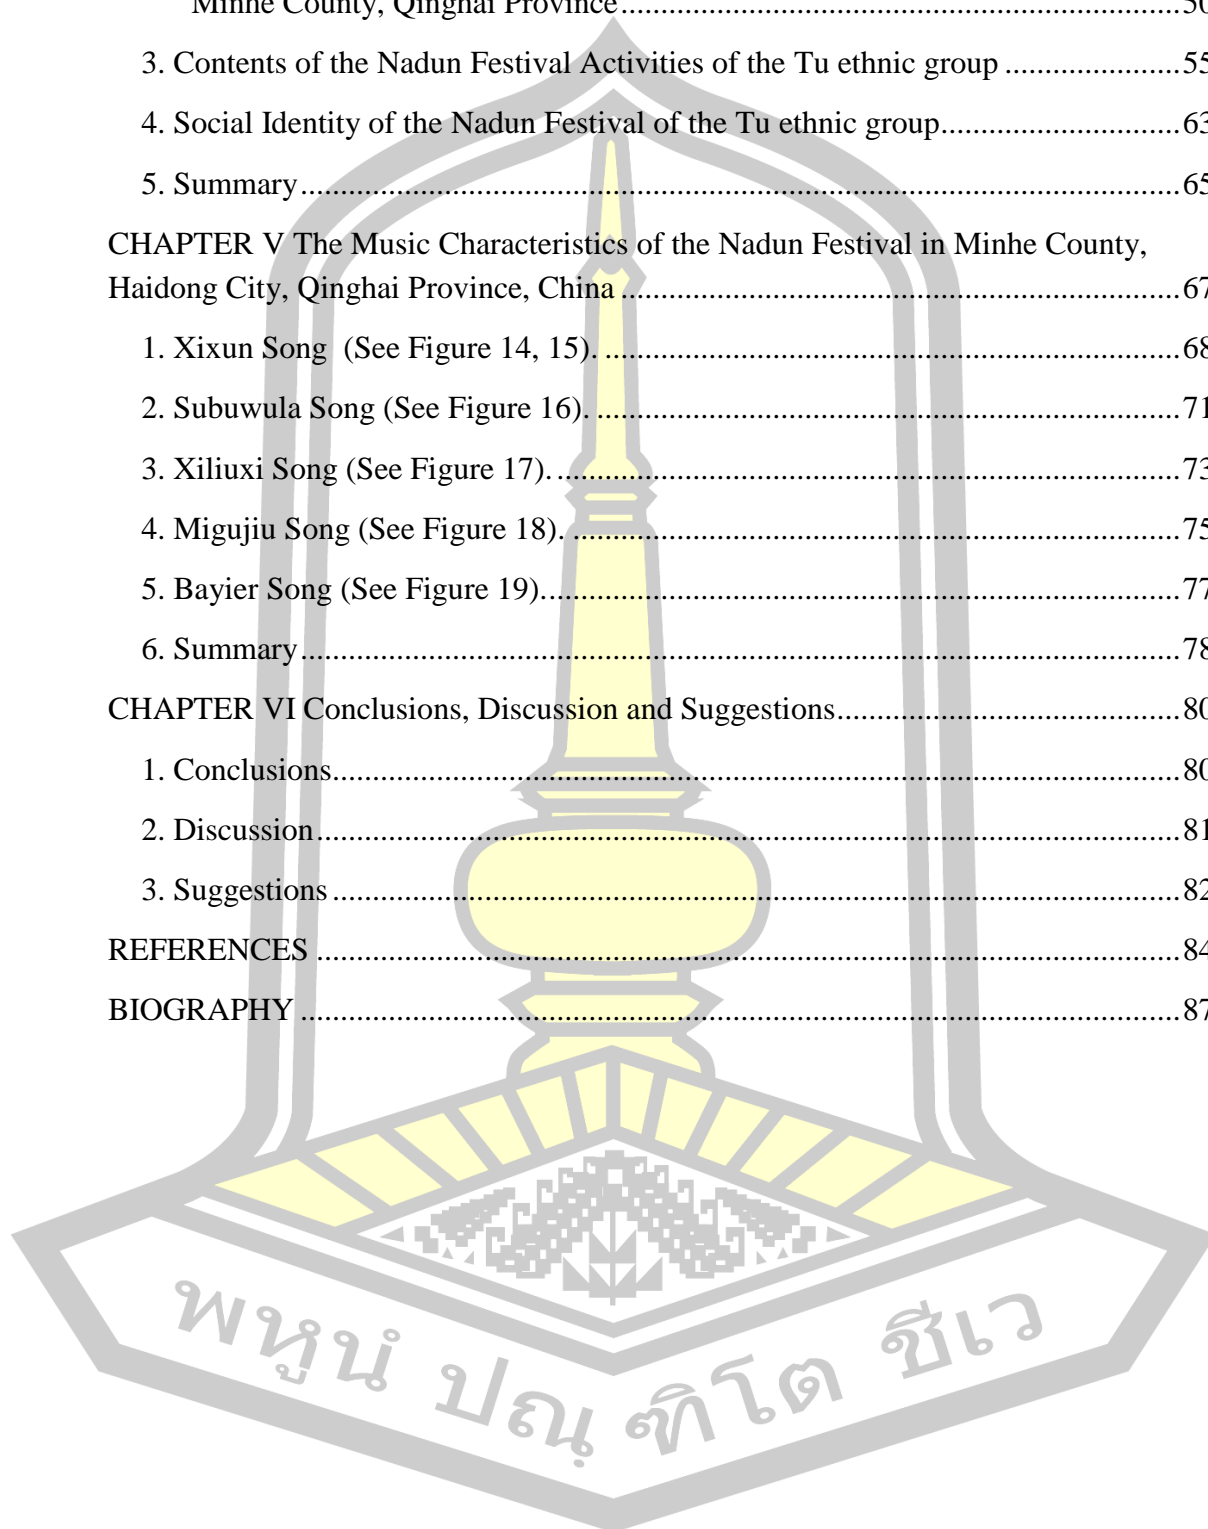 Minhe County, Qinghai Province..............................................................................50
3. Contents of the Nadun Festival Activities of the Tu ethnic group ..................55
4. Social Identity of the Nadun Festival of the Tu ethnic group.........................63
5. Summary..........................................................................................................65
CHAPTER V The Music Characteristics of the Nadun Festival in Minhe County,
Haidong City, Qinghai Province, China ....................................................................67
1. Xixun Song (See Figure 14, 15). ......................................................................68
2. Subuwula Song (See Figure 16). .......................................................................71
3. Xiliuxi Song (See Figure 17). ............................................................................73
4. Migujiu Song (See Figure 18). ..........................................................................75
5. Bayier Song (See Figure 19).............................................................................77
6. Summary..........................................................................................................78
CHAPTER VI Conclusions, Discussion and Suggestions..........................................80
1. Conclusions.......................................................................................................80
2. Discussion.........................................................................................................81
3. Suggestions .......................................................................................................82
REFERENCES .........................................................................................................84
BIOGRAPHY ...........................................................................................................87
พหูนํ ปณฺฑิโต ชีเว